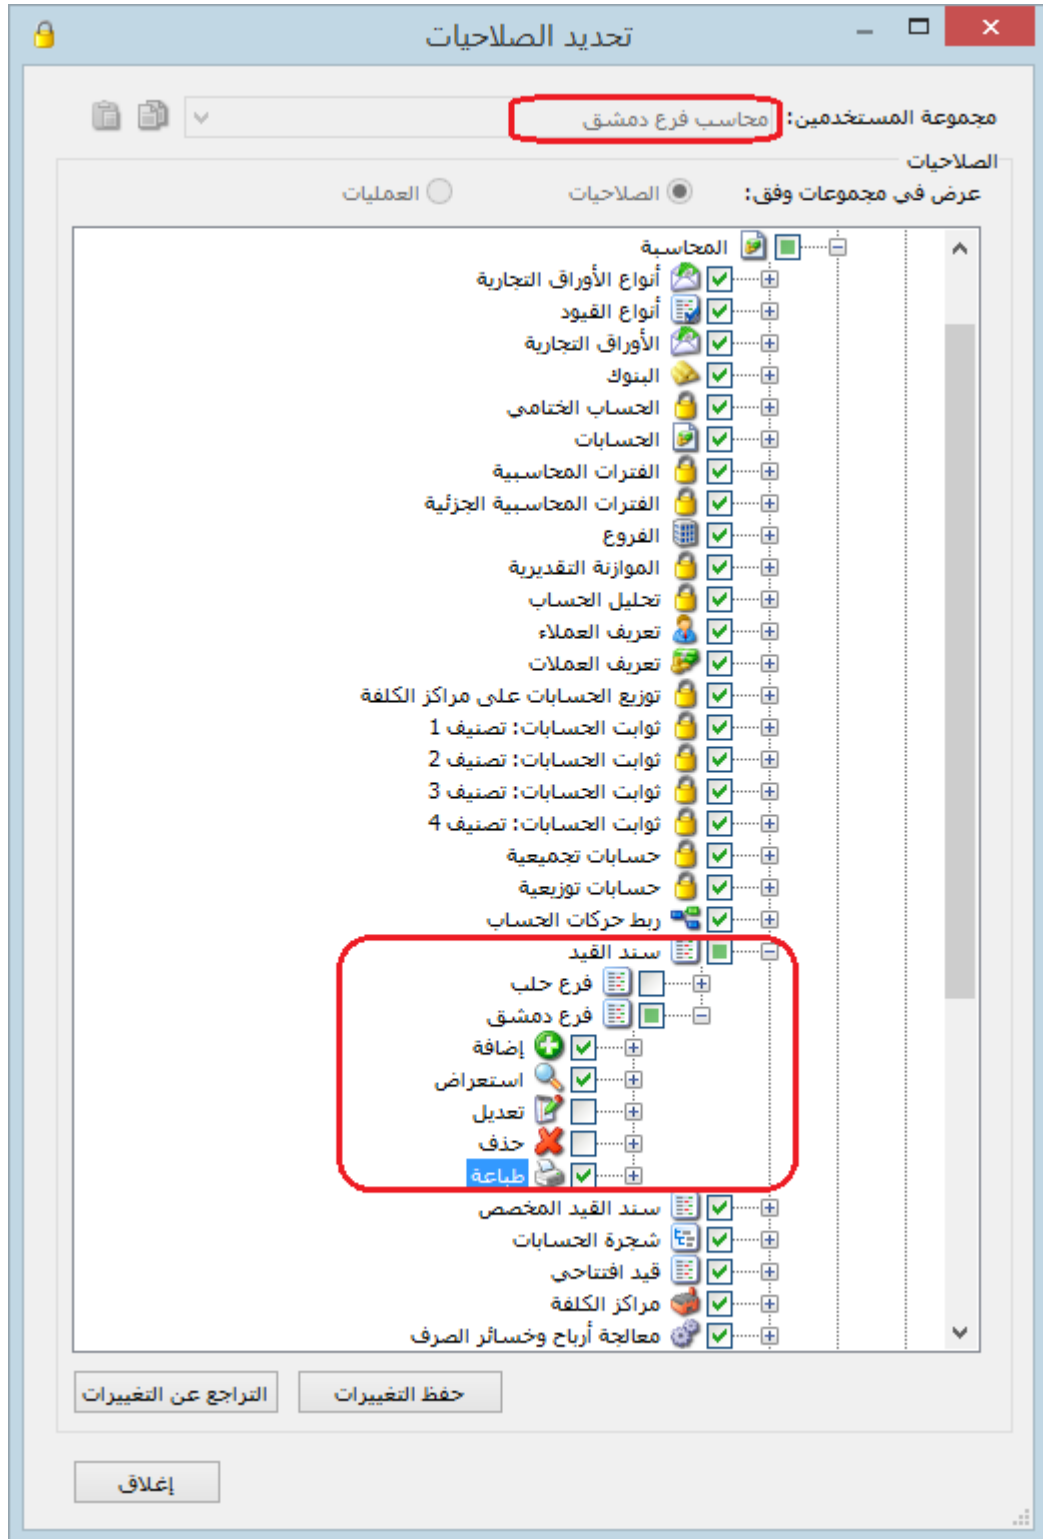 تحديد الصلاحيات
مجموعة المستخدمين: محاسب فرع دمشق
الصلاحيات
عرض في مجموعات وفق: الصلاحيات العمليات
المحاسبة
أنواع الأوراق التجارية
أنواع القيود
الأوراق التجارية
البنوك
الحساب الختامي
الحسابات
الفترات المحاسبية
الفترات المحاسبية الجزئية
الفروع
الموازنة التقديرية
تحليل الحساب
تعريف العملاء
تعريف العملات
توزيع الحسابات على مراكز الكلفة
ثوابت الحسابات: تصنيف 1
ثوابت الحسابات: تصنيف 2
ثوابت الحسابات: تصنيف 3
ثوابت الحسابات: تصنيف 4
حسابات تجميعية
حسابات توزيعية
ربط حركات الحساب
سند القيد
فرع حلب
فرع دمشق
إضافة
استعراض
تعديل
حذف
طباعة
سند القيد المخصص
شجرة الحسابات
قيد افتتاحي
مراكز الكلفة
معالجة أرباح وخسائر الصرف
حفظ التغييرات التراجع عن التغييرات
إغلاق